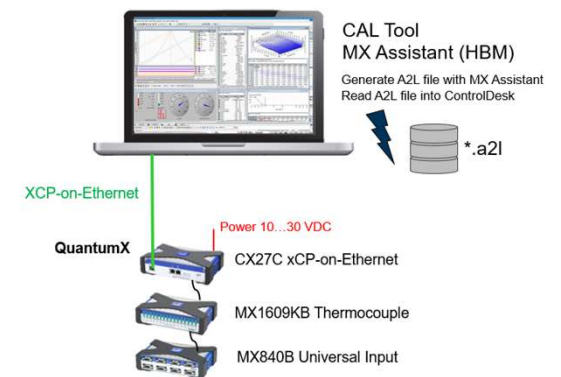 CAL Tool
MX Assistant (HBM)
Generate A2L file with MX Assistant
Read A2L file into ControlDesk
*.a2l
XCP-on-Ethernet
Power 10...30 VDC
QuantumX
CX27C xCP-on-Ethernet
MX1609KB Thermocouple
MX840B Universal Input